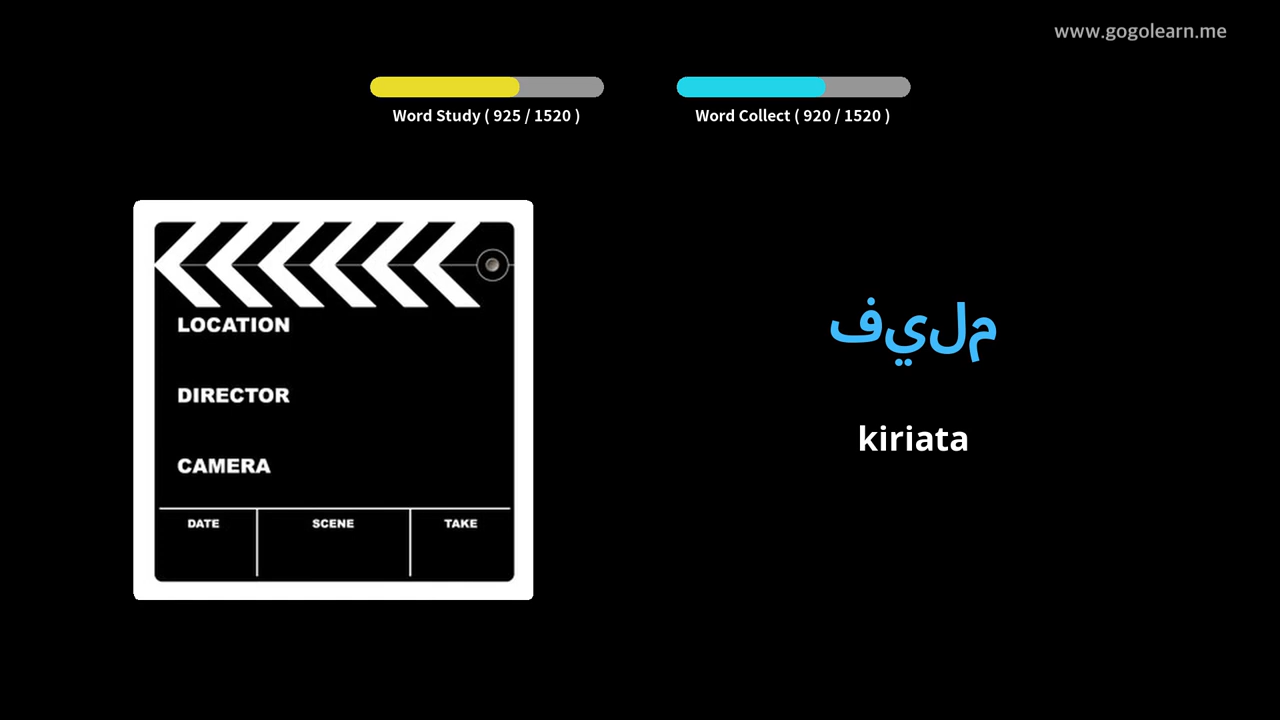 www.gogolearn.me
Word Study ( 925 / 1520 )
Word Collect ( 920 / 1520 )
LOCATION
DIRECTOR
CAMERA
DATE SCENE TAKE
فيلم
kiriata